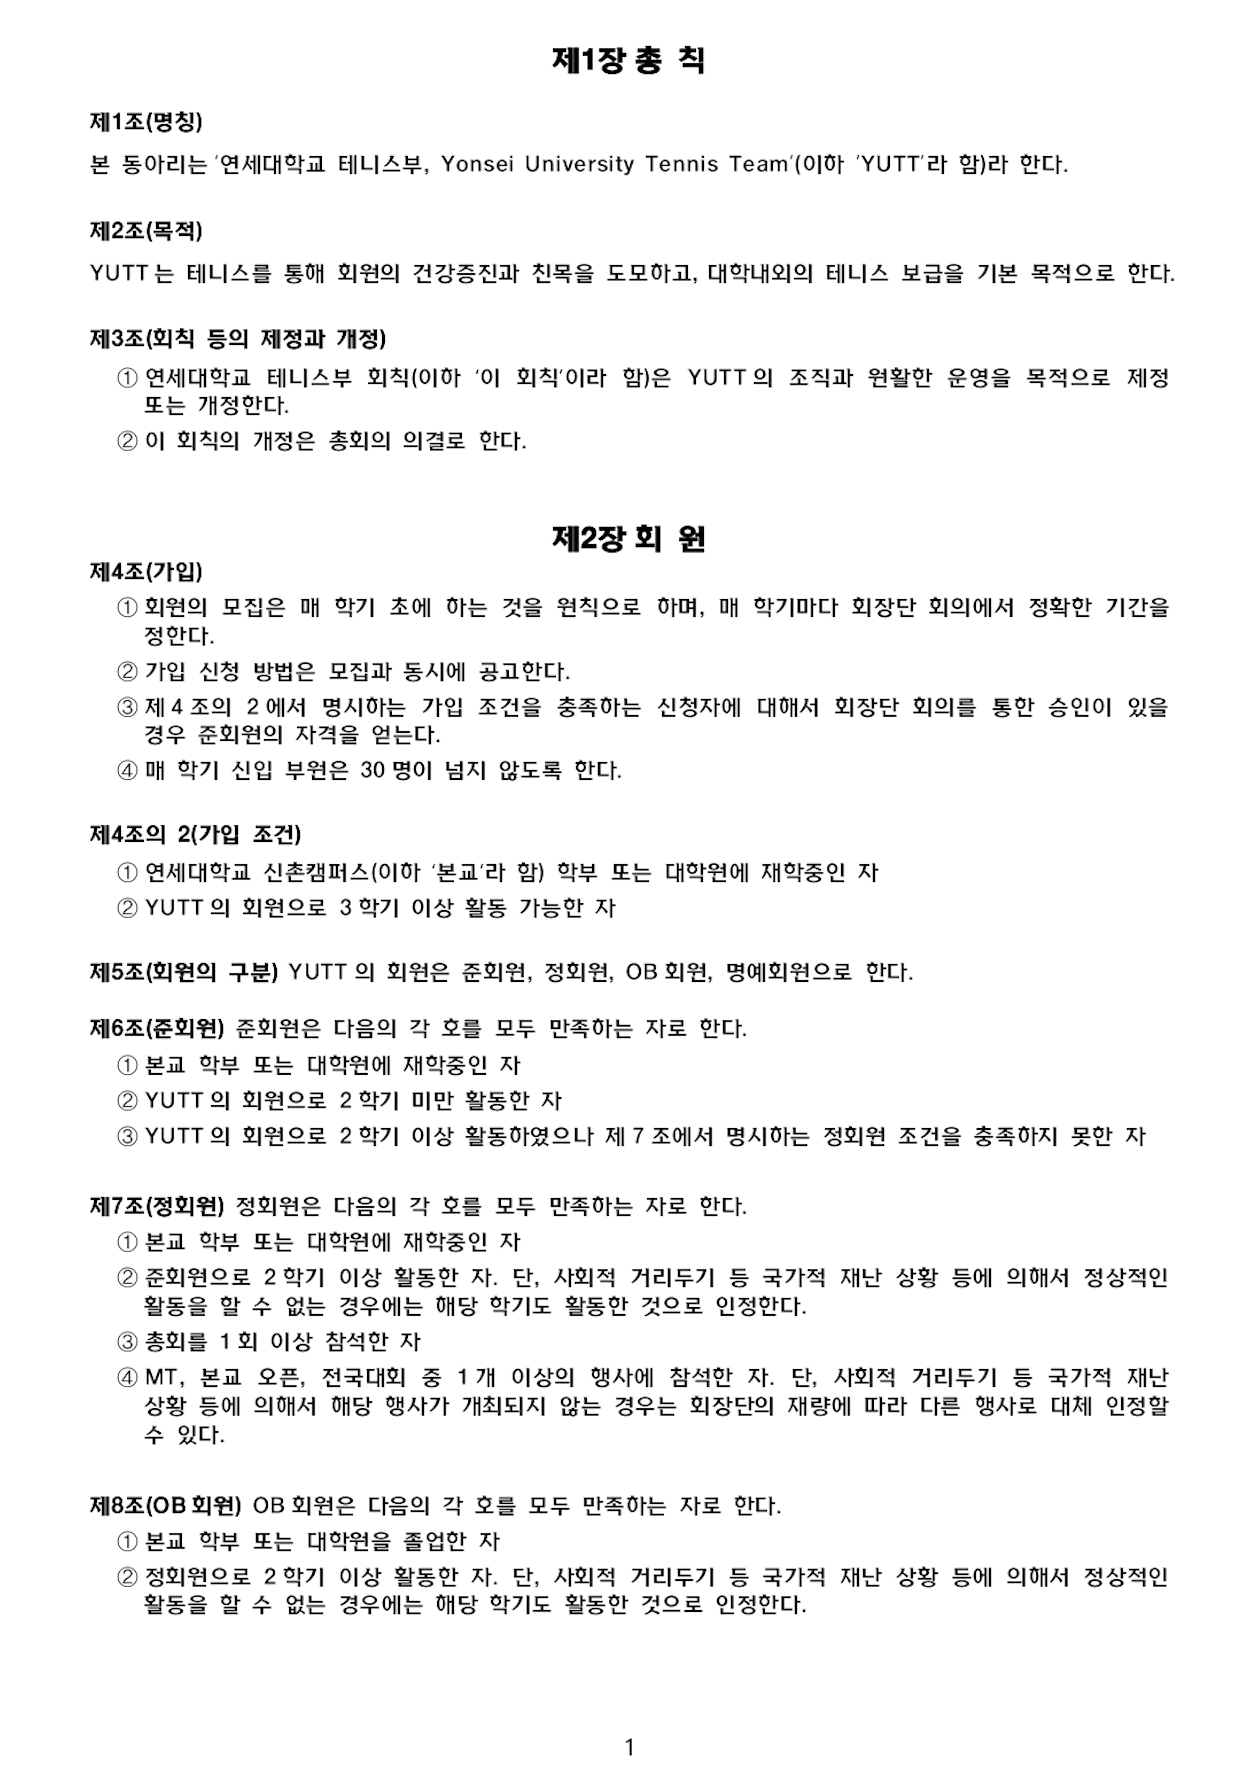 제1장 총 칙
제1조(명칭)
본 동아리는 '연세대학교 테니스부, Yonsei University Tennis Team'(이하 'YUTT'라 함)라 한다.
제2조(목적)
YUTT는 테니스를 통해 회원의 건강증진과 친목을 도모하고, 대학내외의 테니스 보급을 기본 목적으로 한다.
제3조(회칙 등의 제정과 개정)
① 연세대학교 테니스부 회칙(이하 '이 회칙'이라 함)은 YUTT의 조직과 원활한 운영을 목적으로 제정
또는 개정한다.
② 이 회칙의 개정은 총회의 의결로 한다.
제2장 회 원
제4조(가입)
① 회원의 모집은 매 학기 초에 하는 것을 원칙으로 하며, 매 학기마다 회장단 회의에서 정확한 기간을
정한다.
② 가입 신청 방법은 모집과 동시에 공고한다.
③ 제4조의 2에서 명시하는 가입 조건을 충족하는 신청자에 대해서 회장단 회의를 통한 승인이 있을
경우 준회원의 자격을 얻는다.
④ 매 학기 신입 부원은 30명이 넘지 않도록 한다.
제4조의 2(가입 조건)
① 연세대학교 신촌캠퍼스(이하 '본교'라 함) 학부 또는 대학원에 재학중인 자
② YUTT의 회원으로 3학기 이상 활동 가능한 자
제5조(회원의 구분) YUTT의 회원은 준회원, 정회원, OB회원, 명예회원으로 한다.
제6조(준회원) 준회원은 다음의 각 호를 모두 만족하는 자로 한다.
① 본교 학부 또는 대학원에 재학중인 자
② YUTT의 회원으로 2학기 미만 활동한 자
③ YUTT의 회원으로 2학기 이상 활동하였으나 제7조에서 명시하는 정회원 조건을 충족하지 못한 자
제7조(정회원) 정회원은 다음의 각 호를 모두 만족하는 자로 한다.
① 본교 학부 또는 대학원에 재학중인 자
② 준회원으로 2학기 이상 활동한 자. 단, 사회적 거리두기 등 국가적 재난 상황 등에 의해서 정상적인
활동을 할 수 없는 경우에는 해당 학기도 활동한 것으로 인정한다.
③ 총회를 1회 이상 참석한 자
④ MT, 본교 오픈, 전국대회 중 1개 이상의 행사에 참석한 자. 단, 사회적 거리두기 등 국가적 재난
상황 등에 의해서 해당 행사가 개최되지 않는 경우는 회장단의 재량에 따라 다른 행사로 대체 인정할
수 있다.
제8조(OB회원) OB회원은 다음의 각 호를 모두 만족하는 자로 한다.
① 본교 학부 또는 대학원을 졸업한 자
② 정회원으로 2학기 이상 활동한 자. 단, 사회적 거리두기 등 국가적 재난 상황 등에 의해서 정상적인
활동을 할 수 없는 경우에는 해당 학기도 활동한 것으로 인정한다.
1